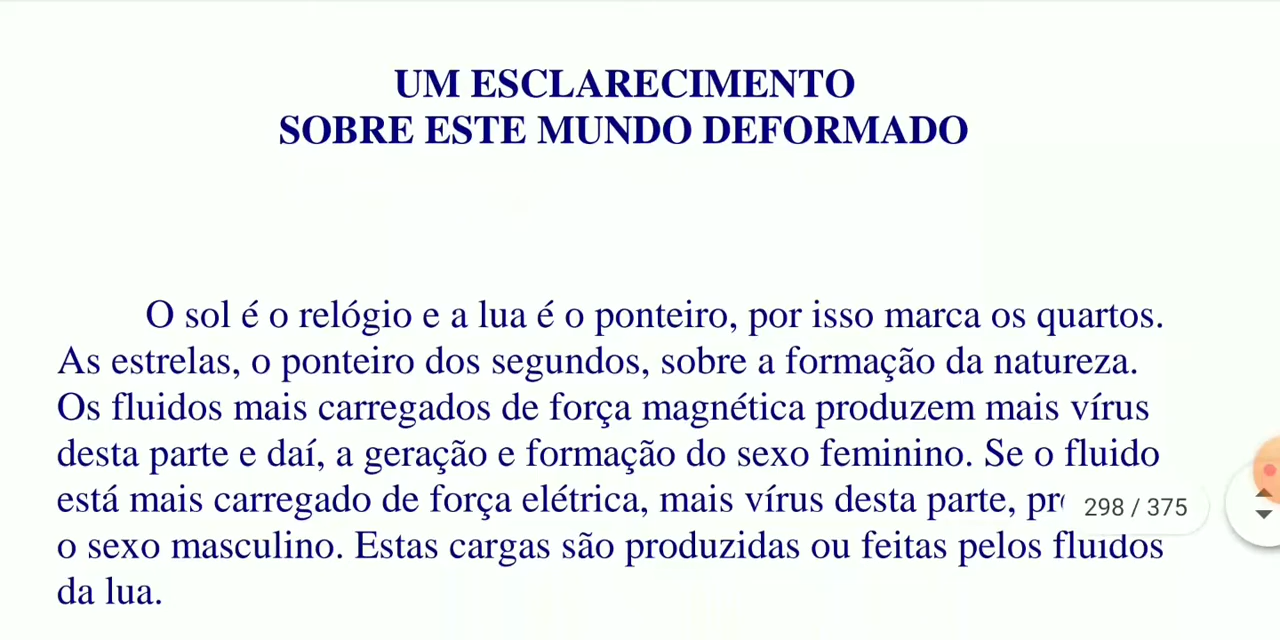 UM ESCLARECIMENTO
SOBRE ESTE MUNDO DEFORMADO
O sol é o relógio e a lua é o ponteiro, por isso marca os quartos.
As estrelas, o ponteiro dos segundos, sobre a formação da natureza.
Os fluidos mais carregados de força magnética produzem mais vírus
desta parte e daí, a geração e formação do sexo feminino. Se o fluido
está mais carregado de força elétrica, mais vírus desta parte,
298 / 375
o sexo masculino. Estas cargas são produzidas ou feitas pelos fluidos
da lua.